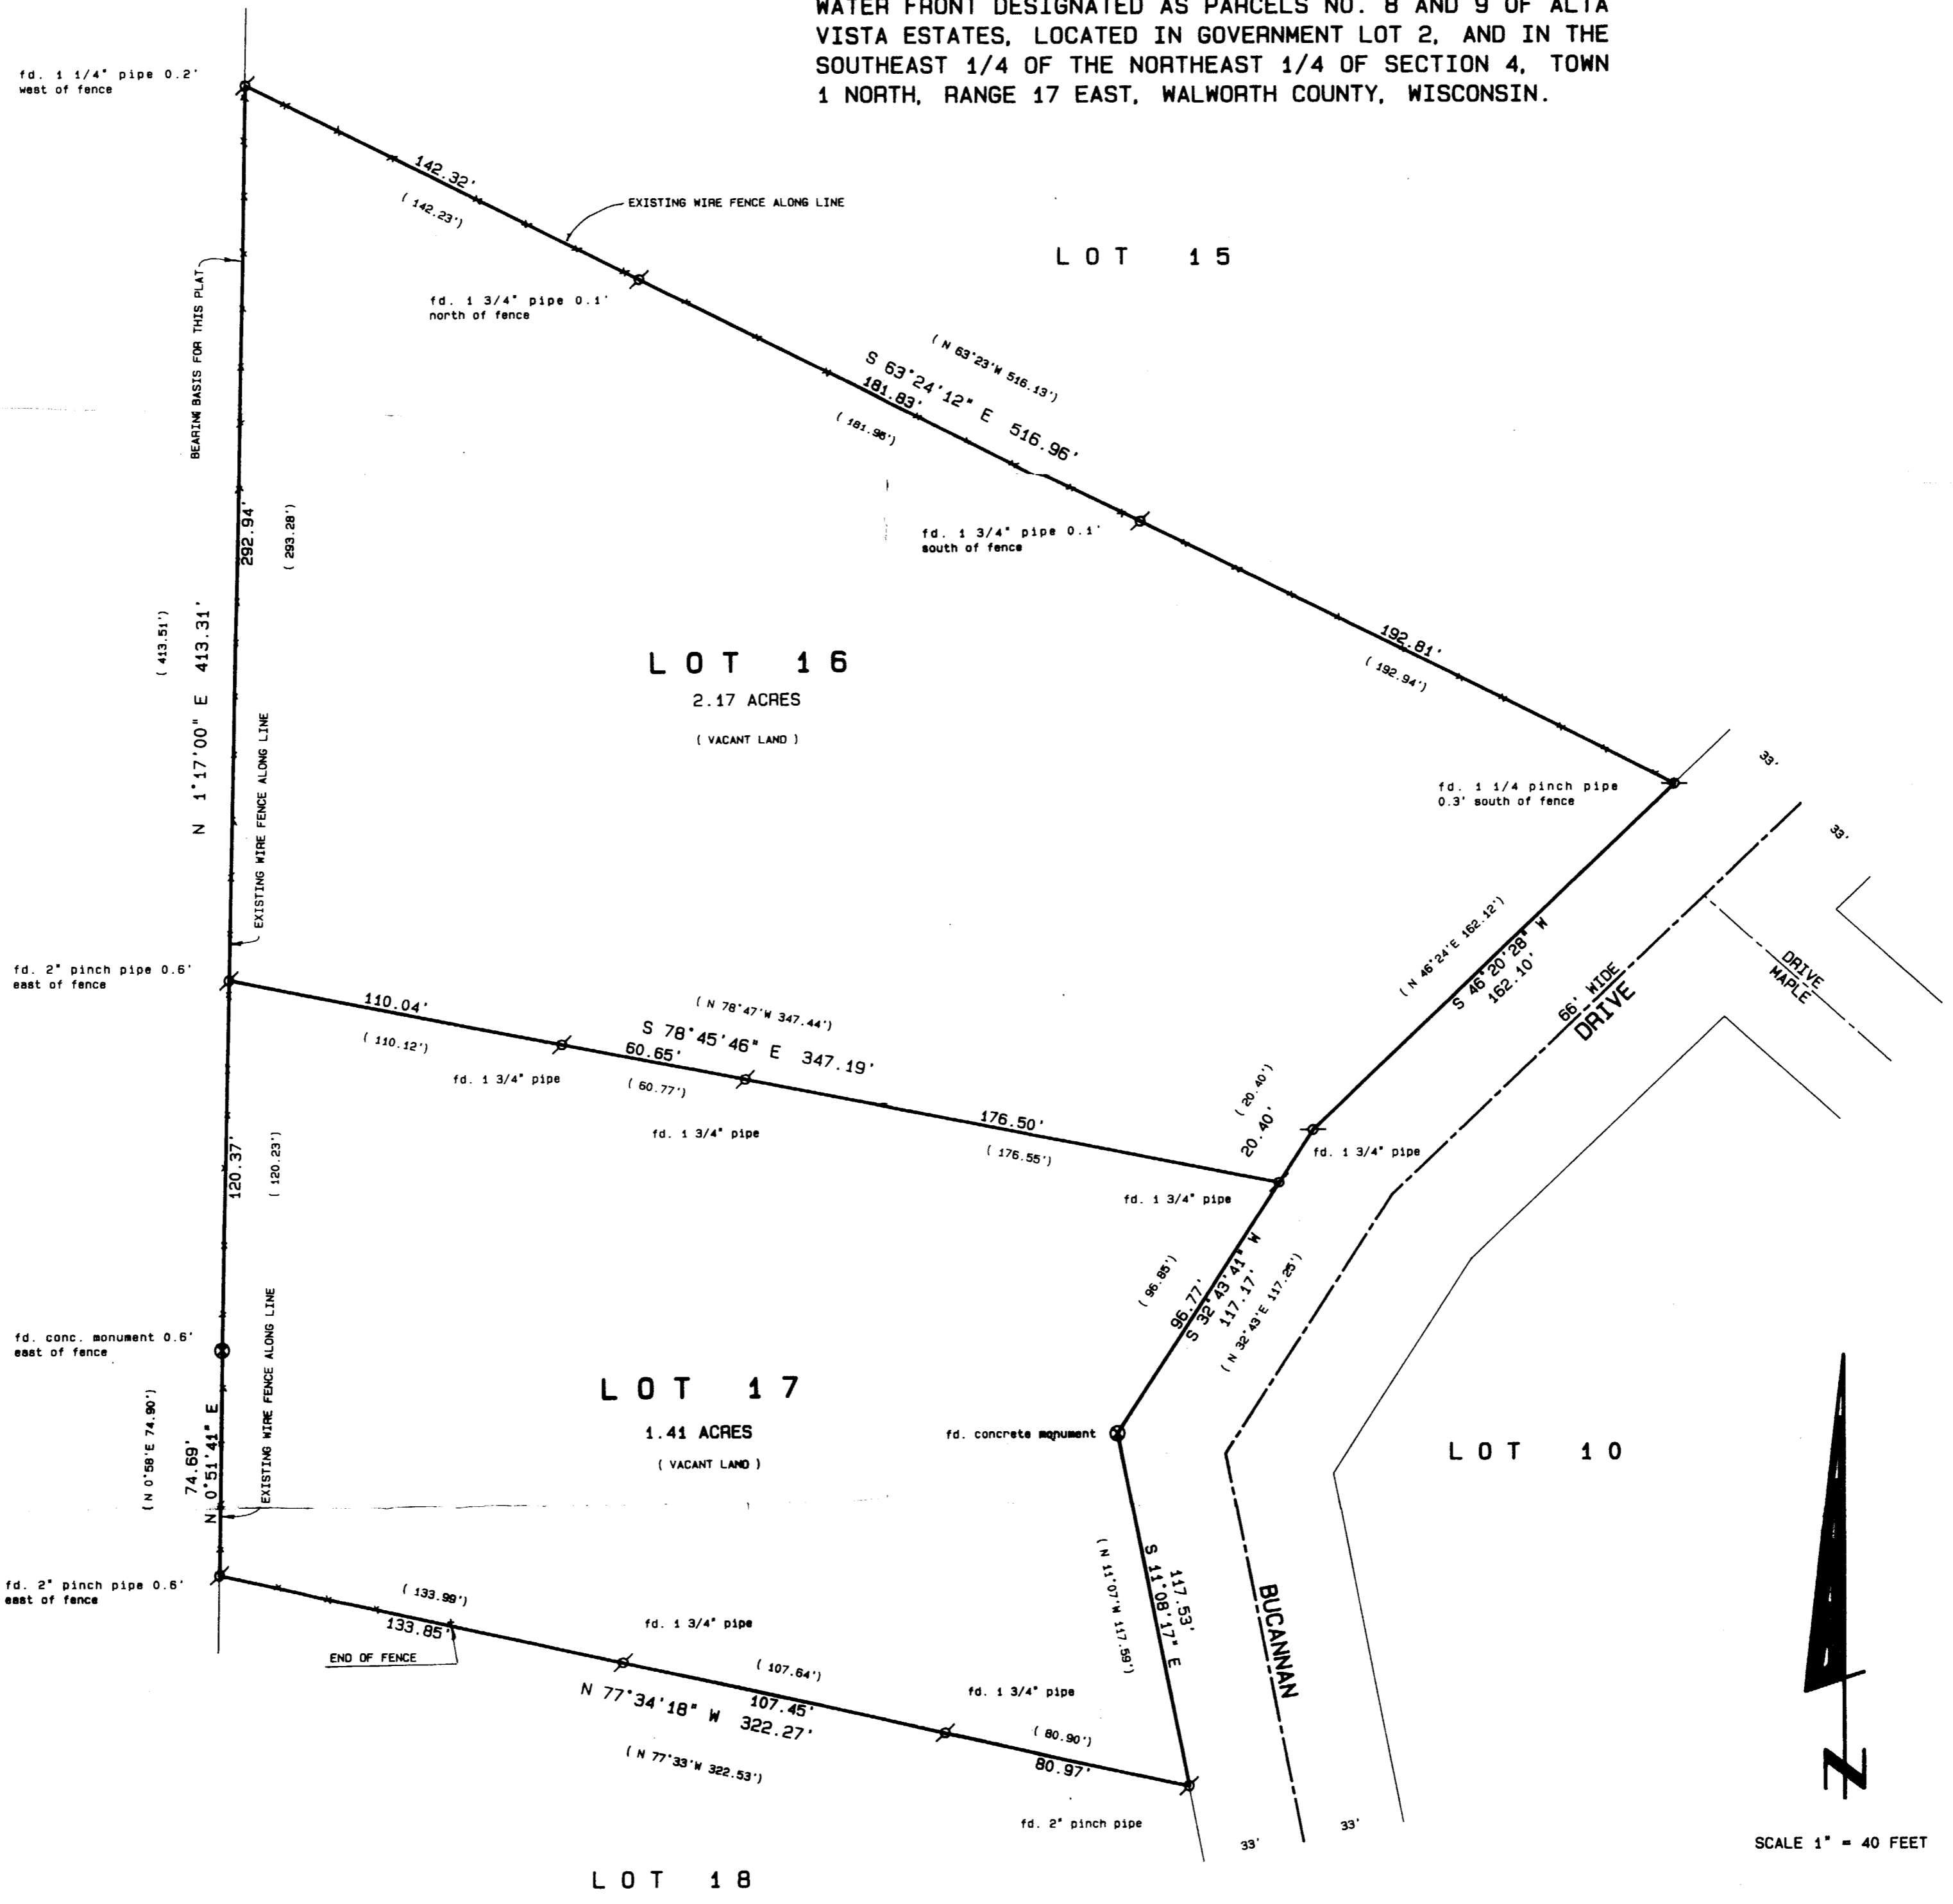 WATER FRONT DESIGNATED AS PARCELS NO. 8 AND 9 OF ALTA
VISTA ESTATES, LOCATED IN GOVERNMENT LOT 2, AND IN THE
SOUTHEAST 1/4 OF THE NORTHEAST 1/4 OF SECTION 4, TOWN
1 NORTH, RANGE 17 EAST, WALWORTH COUNTY, WISCONSIN.
fd. 1 1/4" pipe 0.2'
west of fence
142.32'
( 142.23')
EXISTING WIRE FENCE ALONG LINE
LOT 15
BEARING BASIS FOR THIS PLAT
fd. 1 3/4" pipe 0.1'
north of fence
( N 63°23'W 516.13')
S 63°24'12" E 516.96'
181.83'
( 181.96')
fd. 1 3/4" pipe 0.1'
south of fence
292.94'
( 293.28')
( 413.51')
N 1°17'00" E 413.31'
EXISTING WIRE FENCE ALONG LINE
LOT 16
2.17 ACRES
( VACANT LAND )
192.81'
( 192.94')
fd. 1 1/4 pinch pipe
0.3' south of fence
33'
33'
( N 46°24'E 162.12')
S 46°20'28" W
162.10'
66' WIDE
DRIVE
DRIVE
MAPLE
fd. 2" pinch pipe 0.6'
east of fence
110.04'
( 110.12')
( N 78°47'W 347.44')
S 78°45'46" E 347.19'
60.65'
( 60.77')
fd. 1 3/4" pipe
fd. 1 3/4" pipe
176.50'
( 176.55')
( 20.40')
20.40'
fd. 1 3/4" pipe
fd. 1 3/4" pipe
120.37'
( 120.23')
( 96.85')
96.77'
S 32°43'41" W
117.17'
( N 32°43'E 117.25')
fd. conc. monument 0.6'
east of fence
EXISTING WIRE FENCE ALONG LINE
LOT 17
1.41 ACRES
( VACANT LAND )
fd. concrete monument
LOT 10
( N 0°58'E 74.90')
74.69'
N 0°51'41" E
( N 11°07'W 117.59')
117.53'
S 11°08'17" E
BUCANNAN
fd. 2" pinch pipe 0.6'
east of fence
( 133.99')
133.85'
END OF FENCE
fd. 1 3/4" pipe
( 107.64')
107.45'
N 77°34'18" W 322.27'
( N 77°33'W 322.53')
fd. 1 3/4" pipe
( 80.90')
80.97'
fd. 2" pinch pipe
33'
33'
N
SCALE 1" = 40 FEET
LOT 18